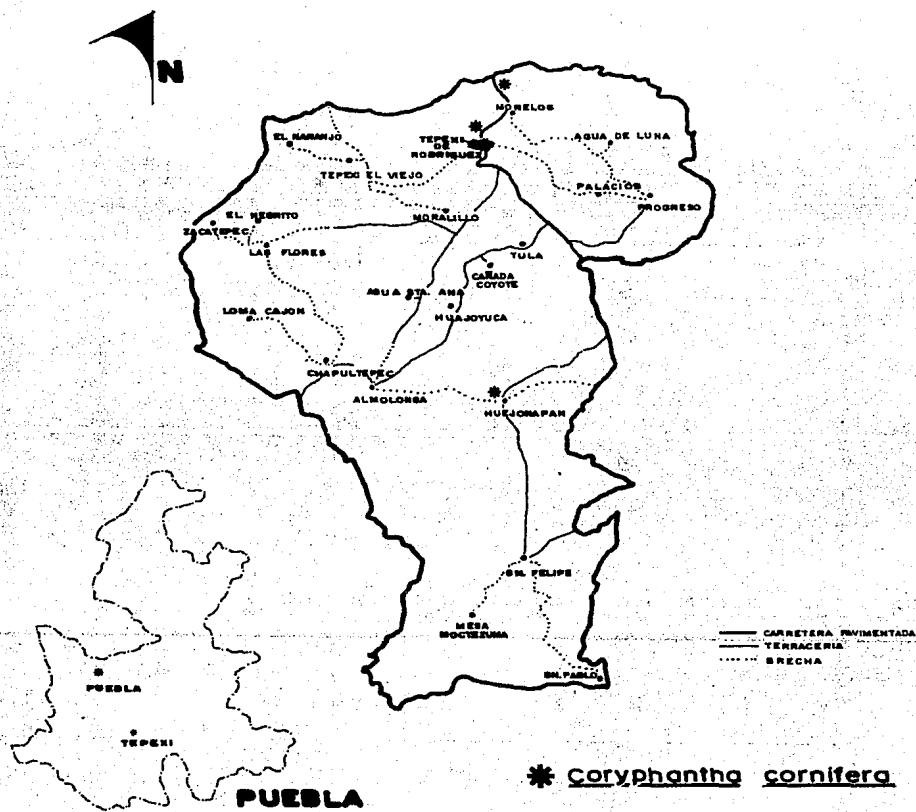 N
MORELOS
EL NARANJO
TEPEXI
DE
RODRIGUEZ
AGUA DE LUNA
TEPEXI EL VIEJO
PALACIOS
PROGRESO
MORALILLO
EL NEGRITO
ZACATEPEC
LAS FLORES
TULA
CAÑADA
COYOTE
AGUA STA. ANA
HUAJOYUCA
LOMA CAJON
CHAPULTEPEC
ALMOLONGA
HUEJONAPAN
SN. FELIPE
MESA
MOCTEZUMA
SN. PABLO
CARRETERA PAVIMENTADA
TERRACERIA
BRECHA
PUEBLA
TEPEXI
PUEBLA
Coryphantha cornifera